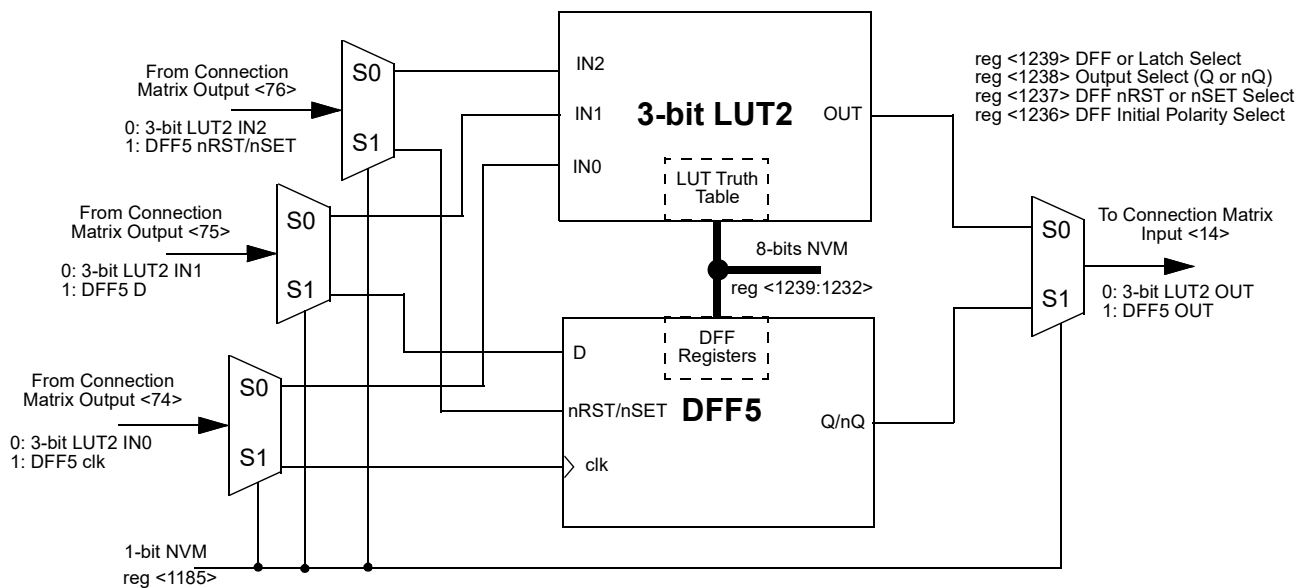 From Connection
Matrix Output <76>
0: 3-bit LUT2 IN2
1: DFF5 nRST/nSET
S0
S1
From Connection
Matrix Output <75>
0: 3-bit LUT2 IN1
1: DFF5 D
S0
S1
From Connection
Matrix Output <74>
0: 3-bit LUT2 IN0
1: DFF5 clk
S0
S1
1-bit NVM
reg <1185>
IN2
IN1
IN0
3-bit LUT2
OUT
LUT Truth
Table
8-bits NVM
reg <1239:1232>
DFF
Registers
D
nRST/nSET
clk
DFF5
Q/nQ
reg <1239> DFF or Latch Select
reg <1238> Output Select (Q or nQ)
reg <1237> DFF nRST or nSET Select
reg <1236> DFF Initial Polarity Select
S0
S1
To Connection Matrix
Input <14>
0: 3-bit LUT2 OUT
1: DFF5 OUT